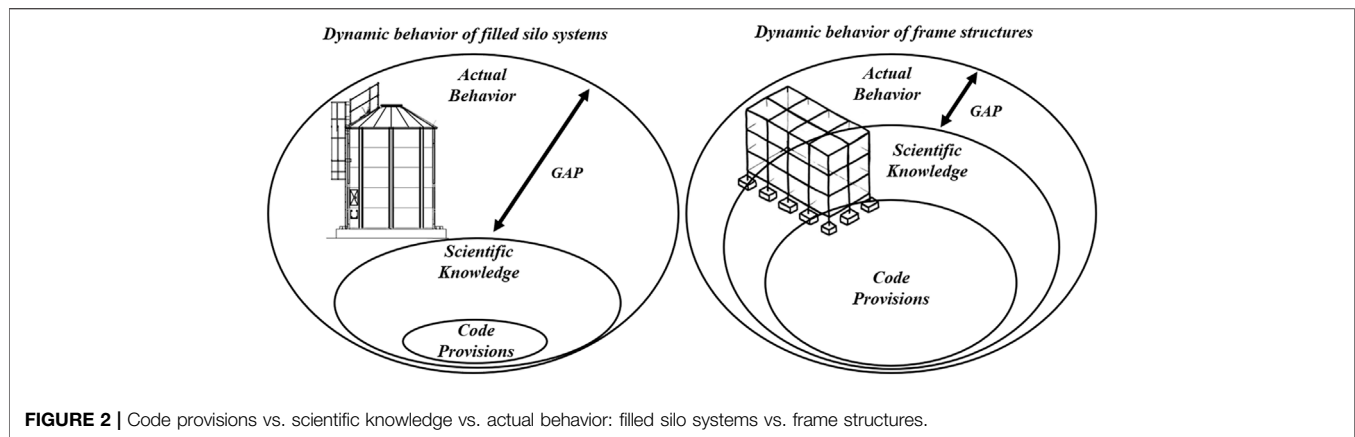 Dynamic behavior of filled silo systems
Actual
Behavior
GAP
Scientific
Knowledge
Code
Provisions
Dynamic behavior of frame structures
Actual
Behavior
GAP
Scientific
Knowledge
Code
Provisions
FIGURE 2 | Code provisions vs. scientific knowledge vs. actual behavior: filled silo systems vs. frame structures.